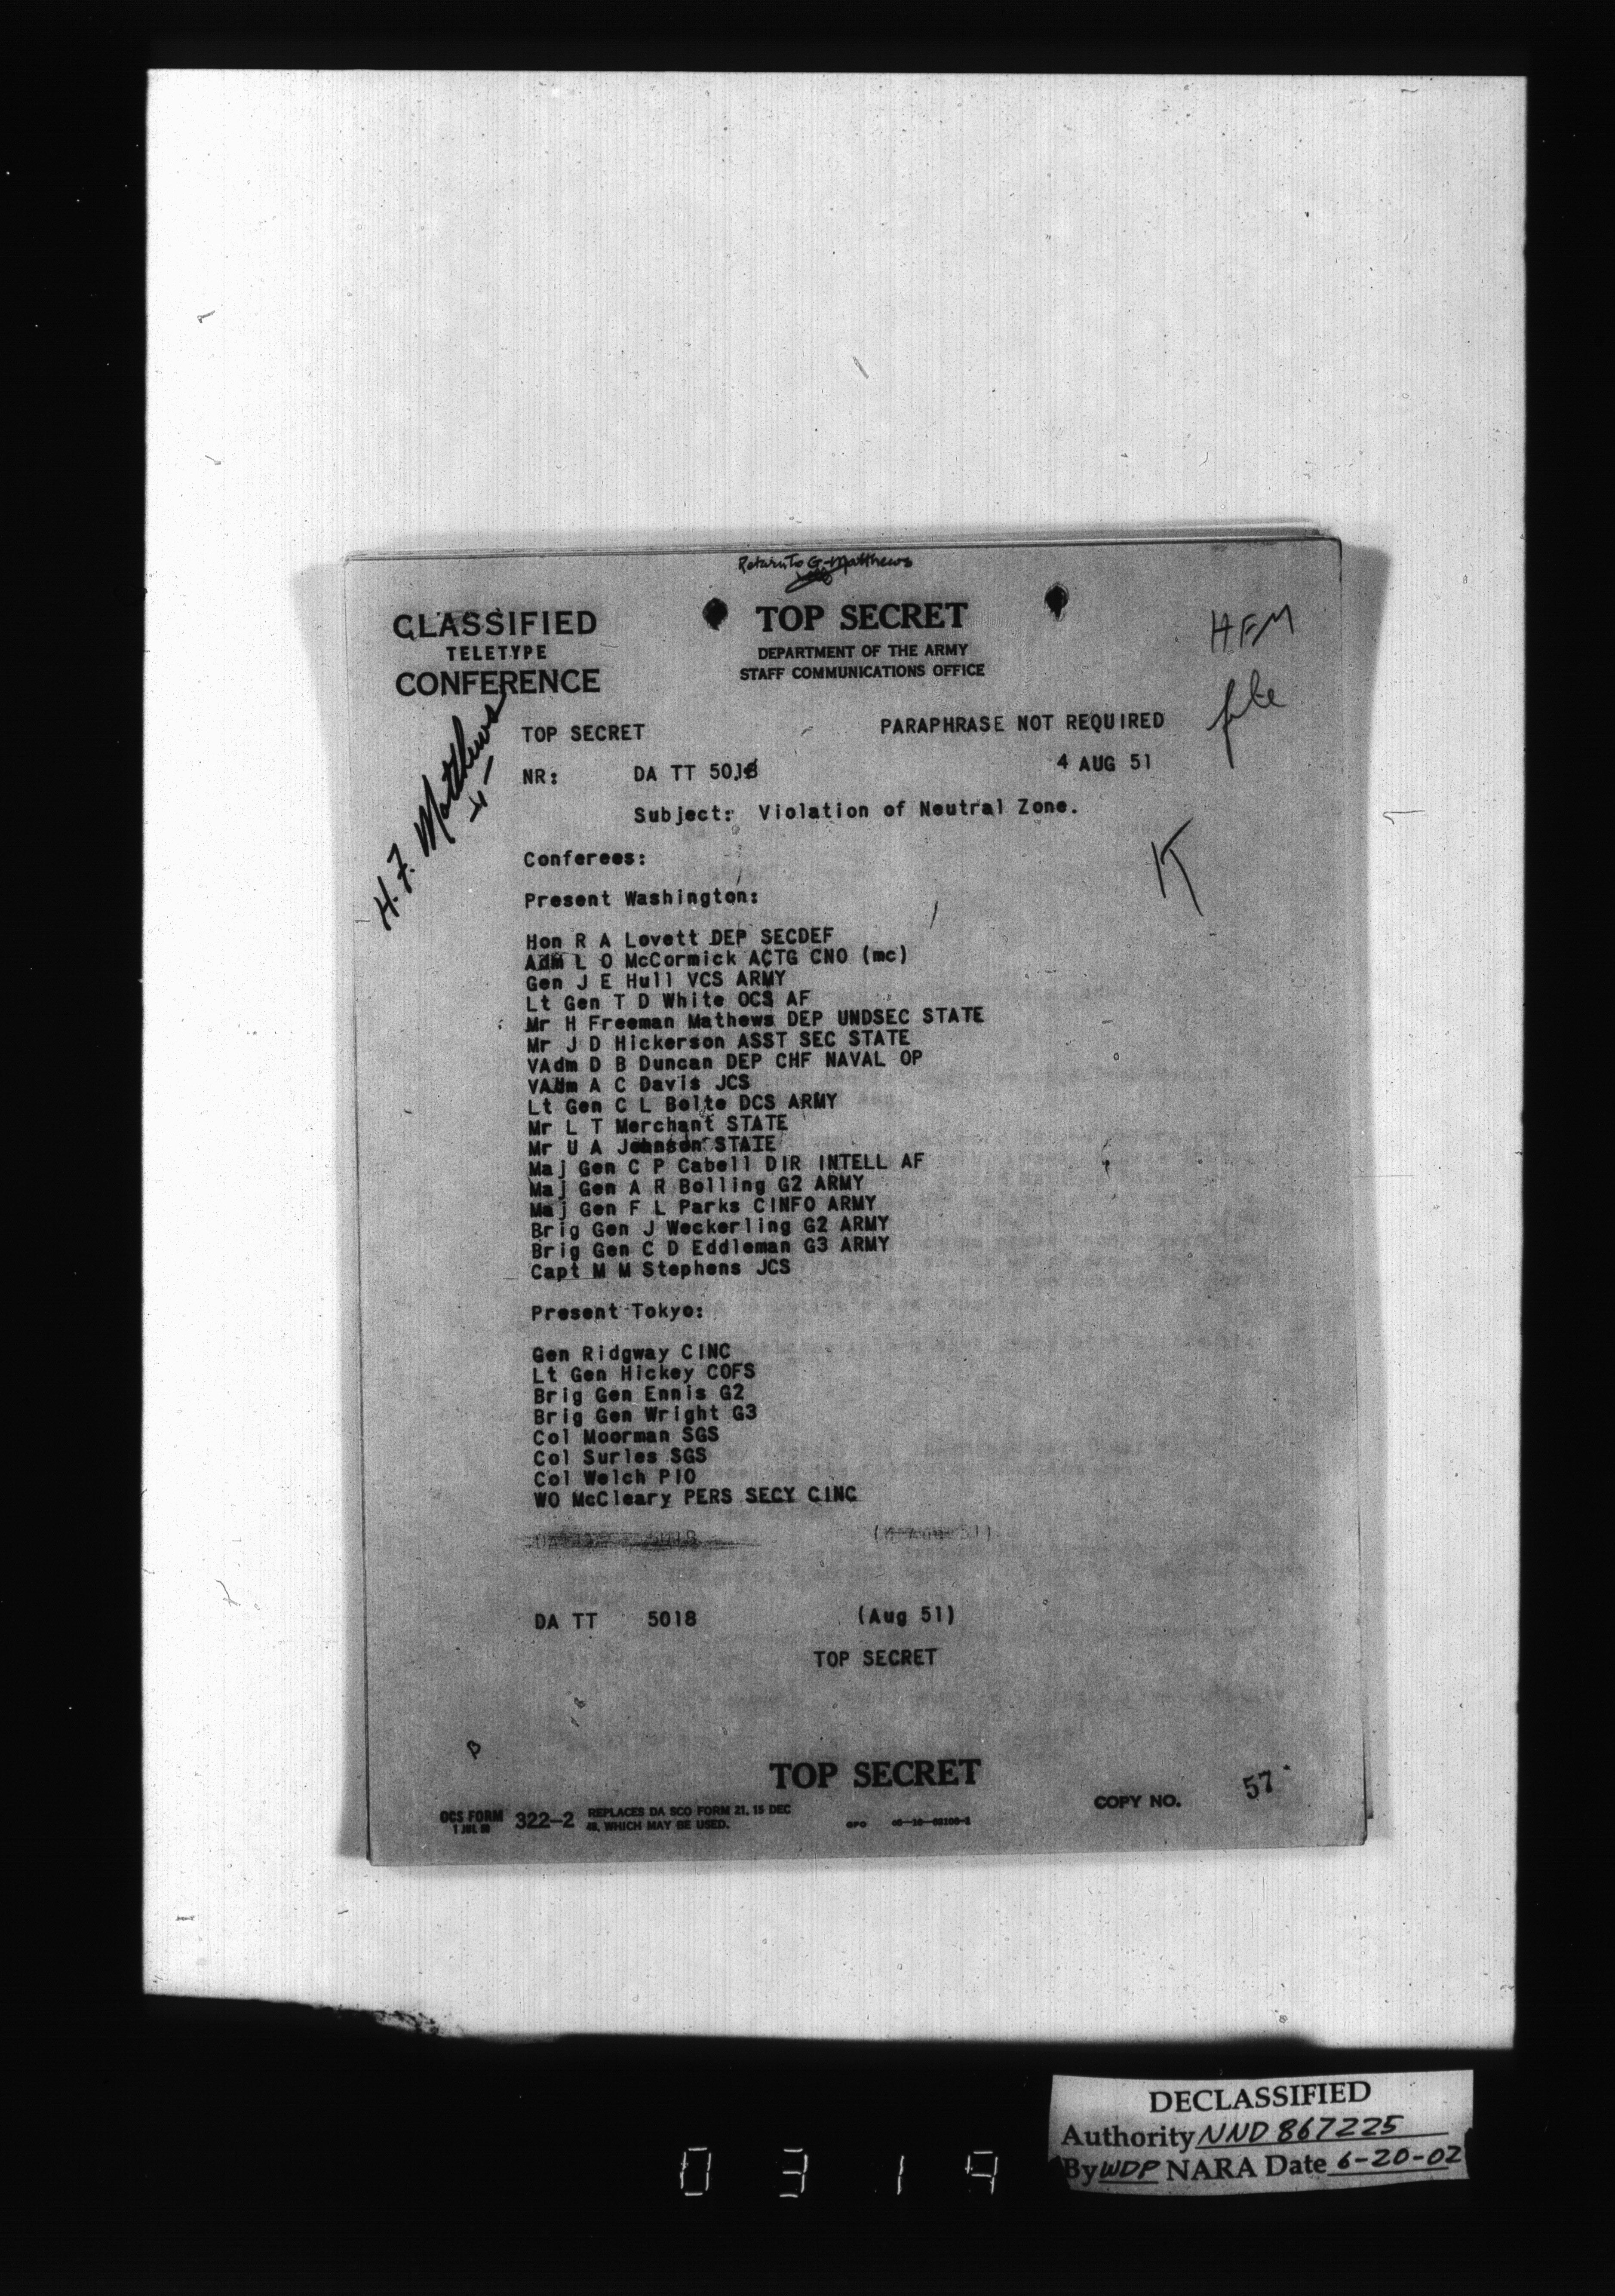 Return to G-Matthews
CLASSIFIED
TELETYPE
CONFERENCE
TOP SECRET
DEPARTMENT OF THE ARMY
STAFF COMMUNICATIONS OFFICE
HFM
file
H. F. Matthews
TOP SECRET
PARAPHRASE NOT REQUIRED
NR: DA TT 5018
4 AUG 51
Subject: Violation of Neutral Zone.
K
Conferees:
Present Washington:
Hon R A Lovett DEP SECDEF
Adm L O McCormick ACTG CNO (mc)
Gen J E Hull VCS ARMY
Lt Gen T D White OCS AF
Mr H Freeman Mathews DEP UNDSEC STATE
Mr J D Hickerson ASST SEC STATE
VAdm D B Duncan DEP CHF NAVAL OP
VAdm A C Davis JCS
Lt Gen C L Bolte DCS ARMY
Mr L T Merchant STATE
Mr U A Johnson STATE
Maj Gen C P Cabell DIR INTELL AF
Maj Gen A R Bolling G2 ARMY
Maj Gen F L Parks CINFO ARMY
Brig Gen J Weckerling G2 ARMY
Brig Gen C D Eddleman G3 ARMY
Capt M M Stephens JCS
Present Tokyo:
Gen Ridgway CINC
Lt Gen Hickey COFS
Brig Gen Ennis G2
Brig Gen Wright G3
Col Moorman SGS
Col Surles SGS
Col Welch PIO
WO McCleary PERS SECY CINC
DA TT 5018 (Aug 51)
TOP SECRET
TOP SECRET
OCS FORM 322-2 REPLACES DA SCO FORM 21, 15 DEC
1 JUL 50 48, WHICH MAY BE USED.
GPO
COPY NO. 57
DECLASSIFIED
Authority NND 867225
By WDP NARA Date 6-20-02
0319